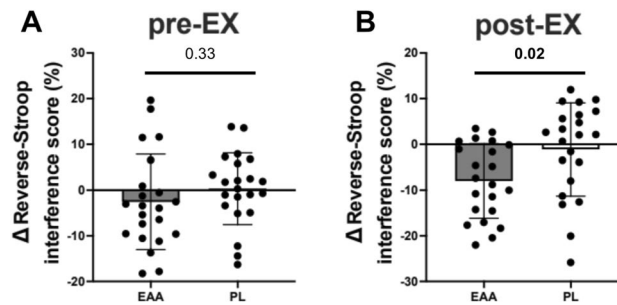 A
pre-EX
0.33
Δ Reverse-Stroop
interference score (%)
30
20
10
0
-10
-20
EAA
PL
B
post-EX
0.02
Δ Reverse-Stroop
interference score (%)
20
10
0
-10
-20
-30
EAA
PL